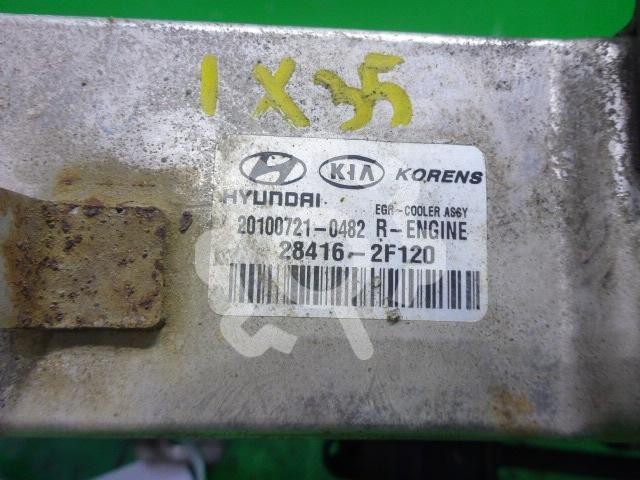 IX35
KIA KORENS
HYUNDAI EGR-COOLER ASSY
20100721-0482 R-ENGINE
28416-2F120